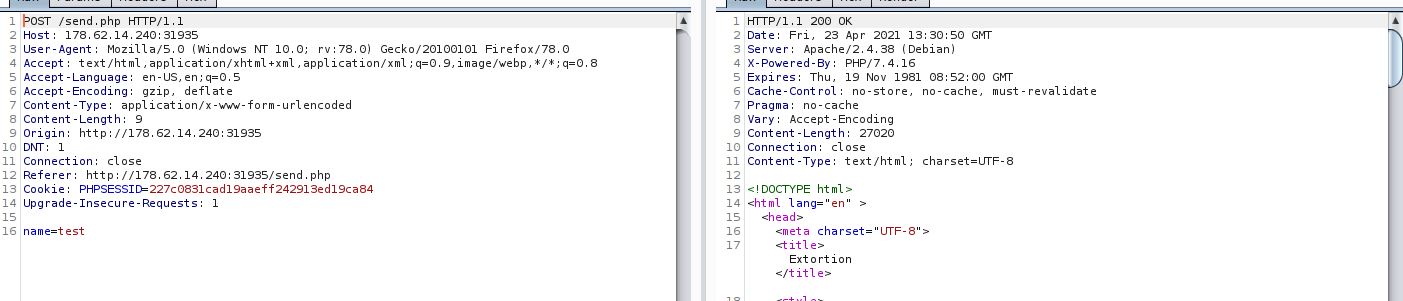 1 POST /send.php HTTP/1.1
2 Host: 178.62.14.240:31935
3 User-Agent: Mozilla/5.0 (Windows NT 10.0; rv:78.0) Gecko/20100101 Firefox/78.0
4 Accept: text/html,application/xhtml+xml,application/xml;q=0.9,image/webp,*/*;q=0.8
5 Accept-Language: en-US,en;q=0.5
6 Accept-Encoding: gzip, deflate
7 Content-Type: application/x-www-form-urlencoded
8 Content-Length: 9
9 Origin: http://178.62.14.240:31935
10 DNT: 1
11 Connection: close
12 Referer: http://178.62.14.240:31935/send.php
13 Cookie: PHPSESSID=227c0831cad19aaeff242913ed19ca84
14 Upgrade-Insecure-Requests: 1
15
16 name=test
1 HTTP/1.1 200 OK
2 Date: Fri, 23 Apr 2021 13:30:50 GMT
3 Server: Apache/2.4.38 (Debian)
4 X-Powered-By: PHP/7.4.16
5 Expires: Thu, 19 Nov 1981 08:52:00 GMT
6 Cache-Control: no-store, no-cache, must-revalidate
7 Pragma: no-cache
8 Vary: Accept-Encoding
9 Content-Length: 27020
10 Connection: close
11 Content-Type: text/html; charset=UTF-8
12
13 <!DOCTYPE html>
14 <html lang="en" >
15 <head>
16 <meta charset="UTF-8">
17 <title>
Extortion
</title>
18 <style>